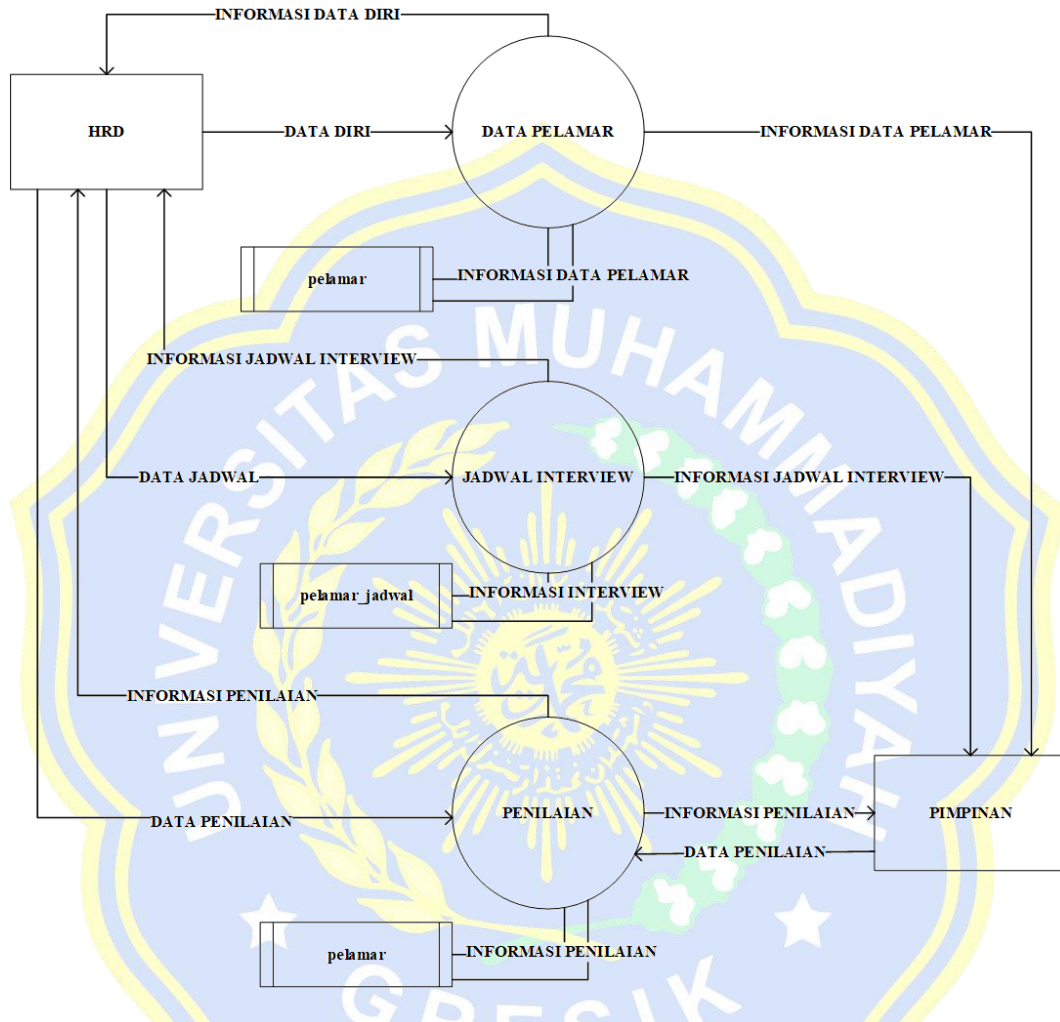 INFORMASI DATA DIRI
HRD
DATA DIRI
DATA PELAMAR
INFORMASI DATA PELAMAR
pelamar
INFORMASI DATA PELAMAR
UNIVERSITAS MUHAMMADIYAH
INFORMASI JADWAL INTERVIEW
DATA JADWAL
JADWAL INTERVIEW
INFORMASI JADWAL INTERVIEW
pelamar_jadwal
INFORMASI INTERVIEW
INFORMASI PENILAIAN
DATA PENILAIAN
PENILAIAN
INFORMASI PENILAIAN
PIMPINAN
DATA PENILAIAN
pelamar
INFORMASI PENILAIAN
GRESIK